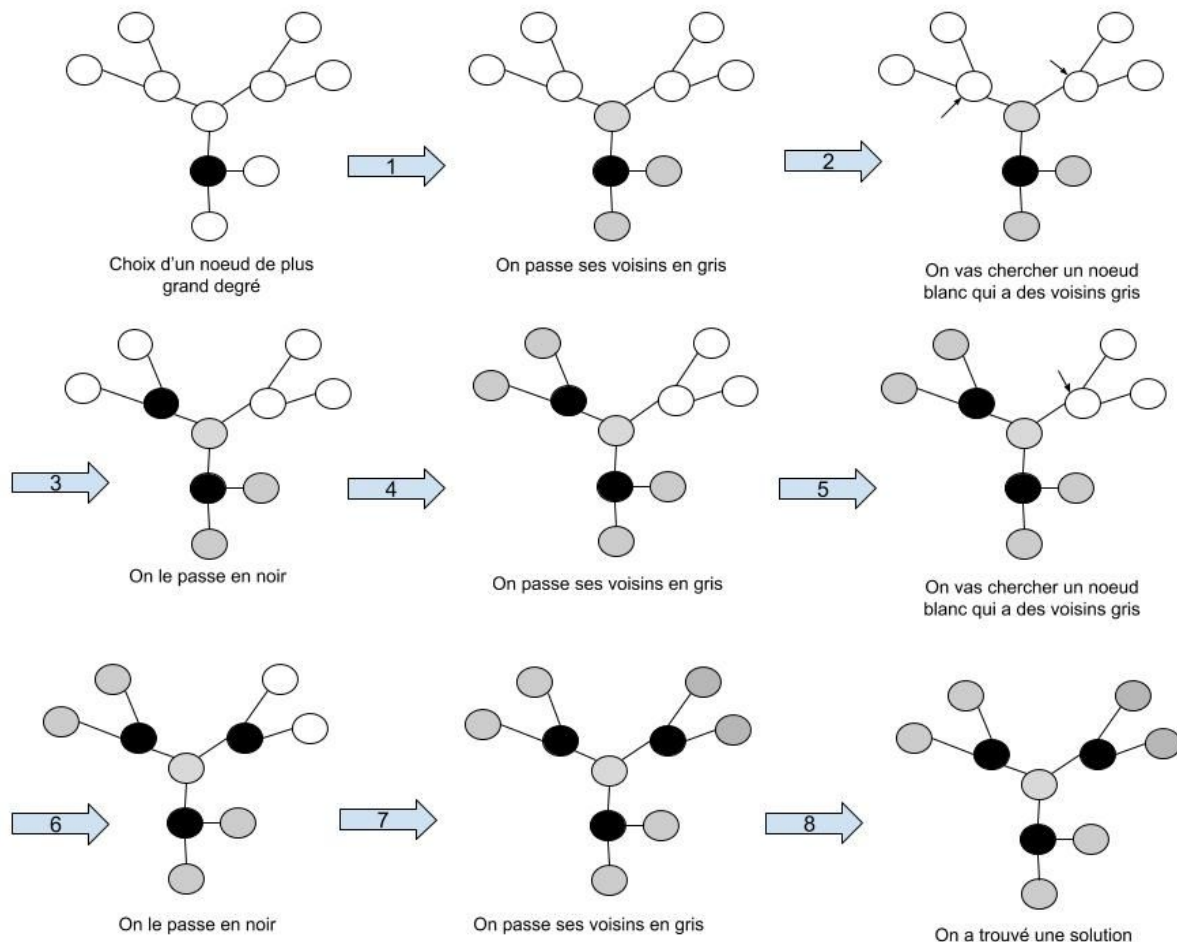 1
2
Choix d'un noeud de plus
grand degré
On passe ses voisins en gris
On vas chercher un noeud
blanc qui a des voisins gris
3
4
5
On le passe en noir
On passe ses voisins en gris
On vas chercher un noeud
blanc qui a des voisins gris
6
7
8
On le passe en noir
On passe ses voisins en gris
On a trouvé une solution